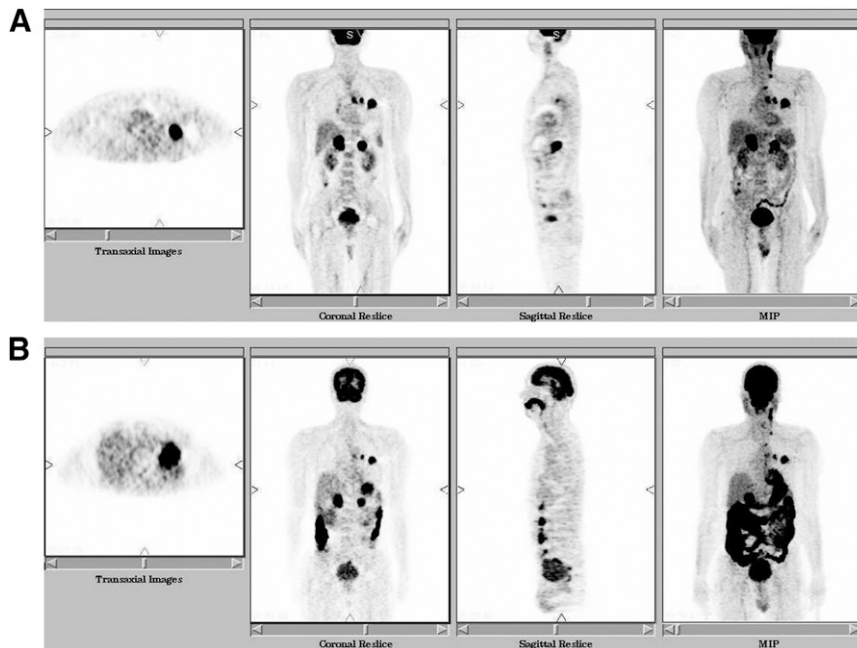 A
S
S
Transaxial Images
Coronal Reslice
Sagittal Reslice
MIP
B
Transaxial Images
Coronal Reslice
Sagittal Reslice
MIP